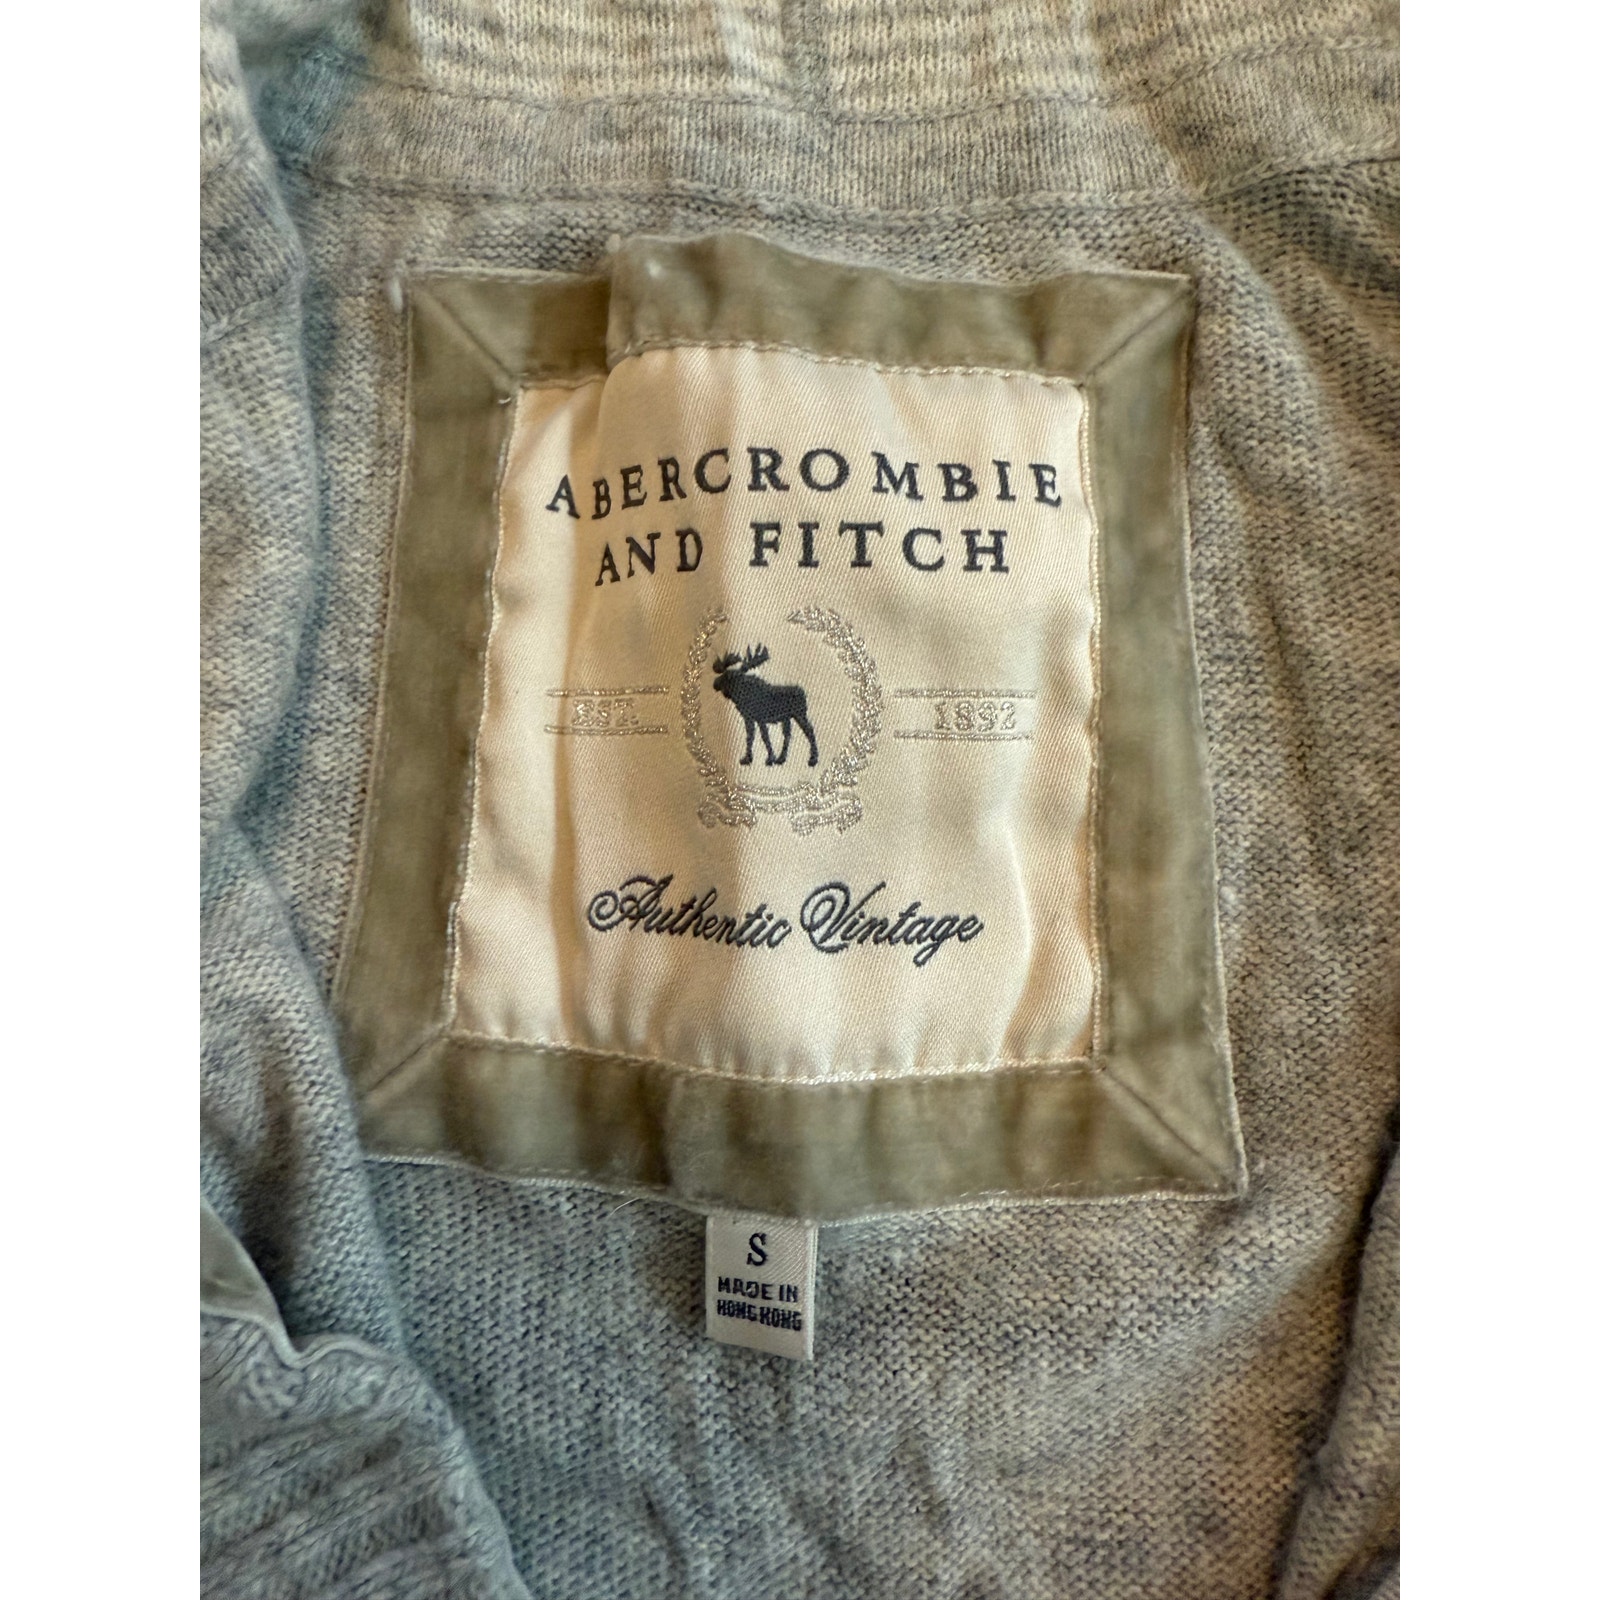 ABERCROMBIE
AND FITCH
EST. 1892
Authentic Vintage
S
MADE IN
HONG KONG